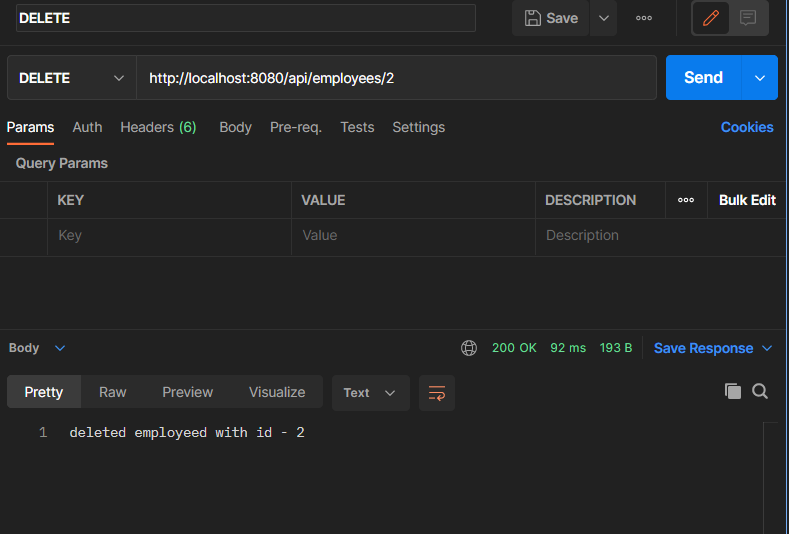 DELETE Save
DELETE http://localhost:8080/api/employees/2 Send
Params Auth Headers (6) Body Pre-req. Tests Settings Cookies
Query Params
KEY VALUE DESCRIPTION Bulk Edit
Key Value Description
Body 200 OK 92 ms 193 B Save Response
Pretty Raw Preview Visualize Text
1 deleted employeed with id - 2